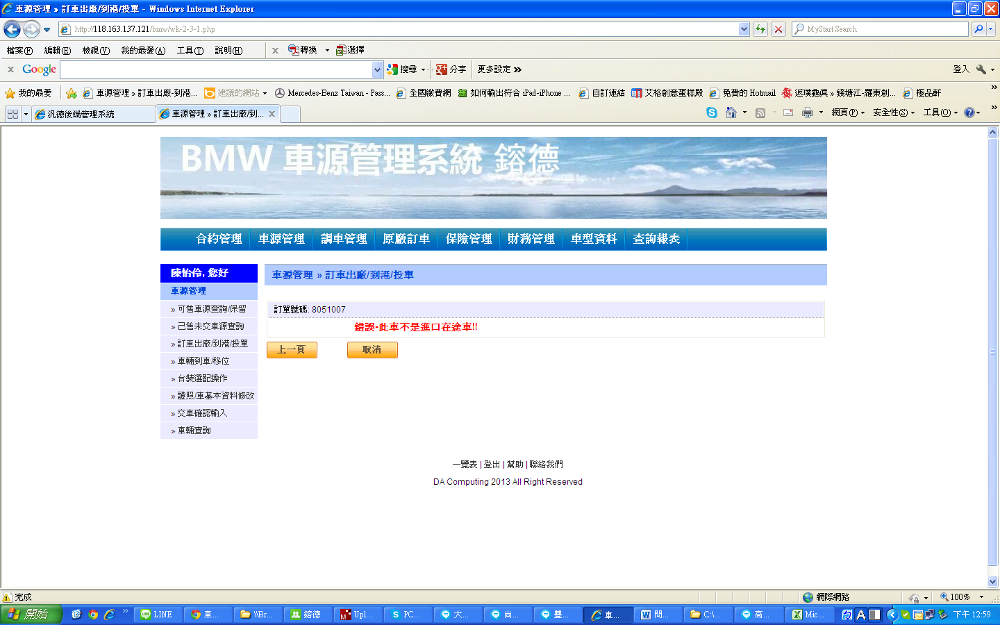 車源管理 » 訂車出廠/到港/投單 - Windows Internet Explorer
http://118.163.137.121/bmw/wk-2-3-1.php
MyStart Search
檔案(F) 編輯(E) 檢視(V) 我的最愛(A) 工具(T) 說明(H)
x 轉換 選擇
x Google 搜尋 分享 更多設定 » 登入
我的最愛 車源管理 » 訂車出廠-到港... 建議的網站 Mercedes-Benz Taiwan - Pass... 全國繳費網 如何輸出符合 iPad-iPhone ... 自訂連結 艾格創意蛋糕殿 免費的 Hotmail 返璞龜真 » 錢塘江-羅東創... 極品軒 »
汎德後端管理系統 車源管理 » 訂車出廠/到... 網頁(P) 安全性(S) 工具(O) »
BMW 車源管理系統 鎔德
合約管理 車源管理 調車管理 原廠訂車 保險管理 財務管理 車型資料 查詢報表
陳怡伶, 您好
車源管理
» 可售車源查詢/保留
» 己售未交車源查詢
» 訂車出廠/到港/投單
» 車輛到車/移位
» 台裝選配操作
» 證照/車基本資料修改
» 交車確認輸入
» 車輛查詢
車源管理 » 訂車出廠/到港/投單
訂單號碼: 8051007
錯誤-此車不是進口在途車!!
上一頁 取消
一覽表 | 登出 | 幫助 | 聯絡我們
DA Computing 2013 All Right Reserved
完成 網際網路 100%
開始 » LINE 車... \\Br... 鎔德 Upl... PC... 大... 尚... 豐... 車... 問... C:\... 高... Mic... A 下午 12:59